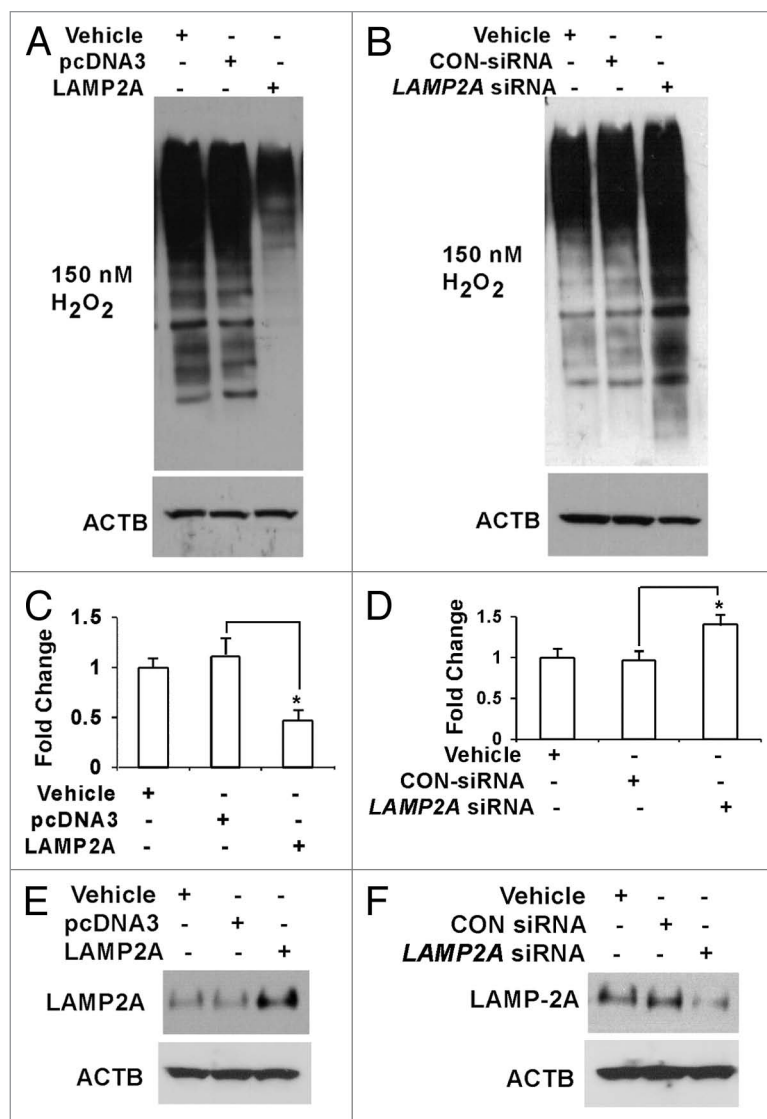 A
Vehicle + - -
pcDNA3 - + -
LAMP2A - - +
150 nM
H₂O₂
ACTB
B
Vehicle + - -
CON-siRNA - + -
LAMP2A siRNA - - +
150 nM
H₂O₂
ACTB
C
Fold Change
1.5
1
0.5
0
*
Vehicle + - -
pcDNA3 - + -
LAMP2A - - +
D
Fold Change
1.5
1
0.5
0
*
Vehicle + - -
CON-siRNA - + -
LAMP2A siRNA - - +
E
Vehicle + - -
pcDNA3 - + -
LAMP2A - - +
LAMP2A
ACTB
F
Vehicle + - -
CON siRNA - + -
LAMP2A siRNA - - +
LAMP-2A
ACTB